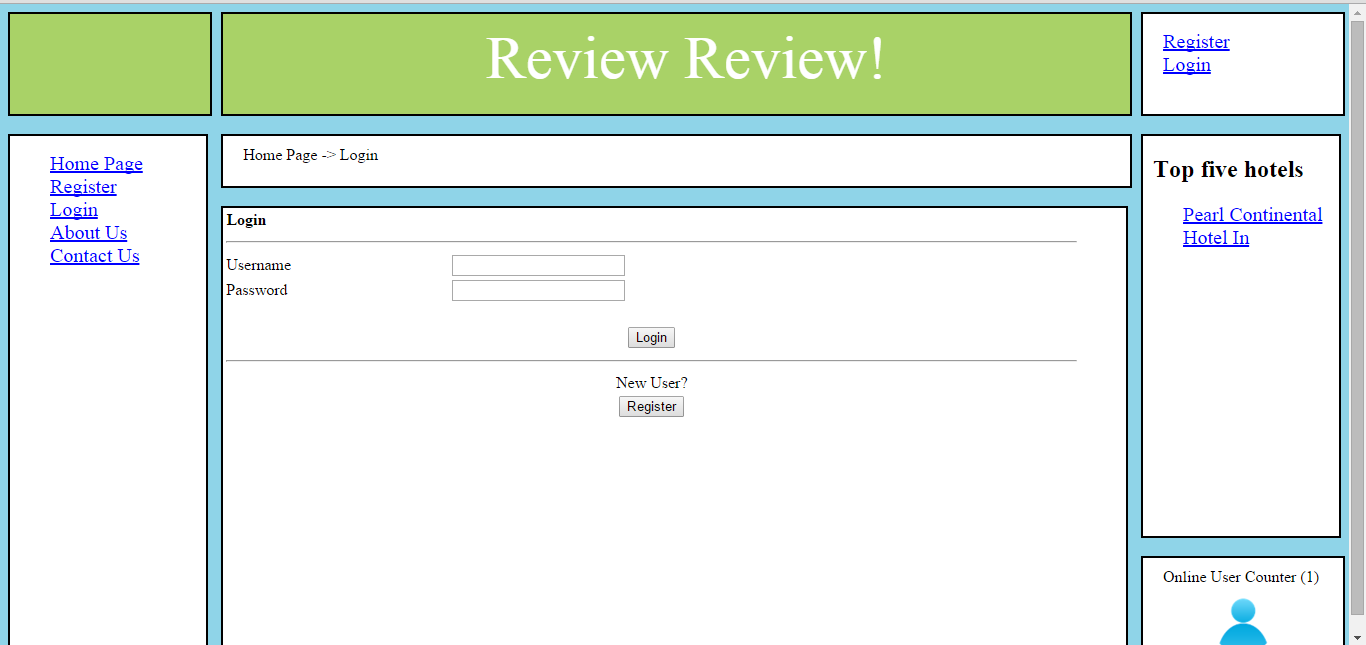 Review Review!
Register
Login
Home Page
Register
Login
About Us
Contact Us
Home Page -> Login
Login
Username
Password
Login
New User?
Register
Top five hotels
Pearl Continental
Hotel In
Online User Counter (1)